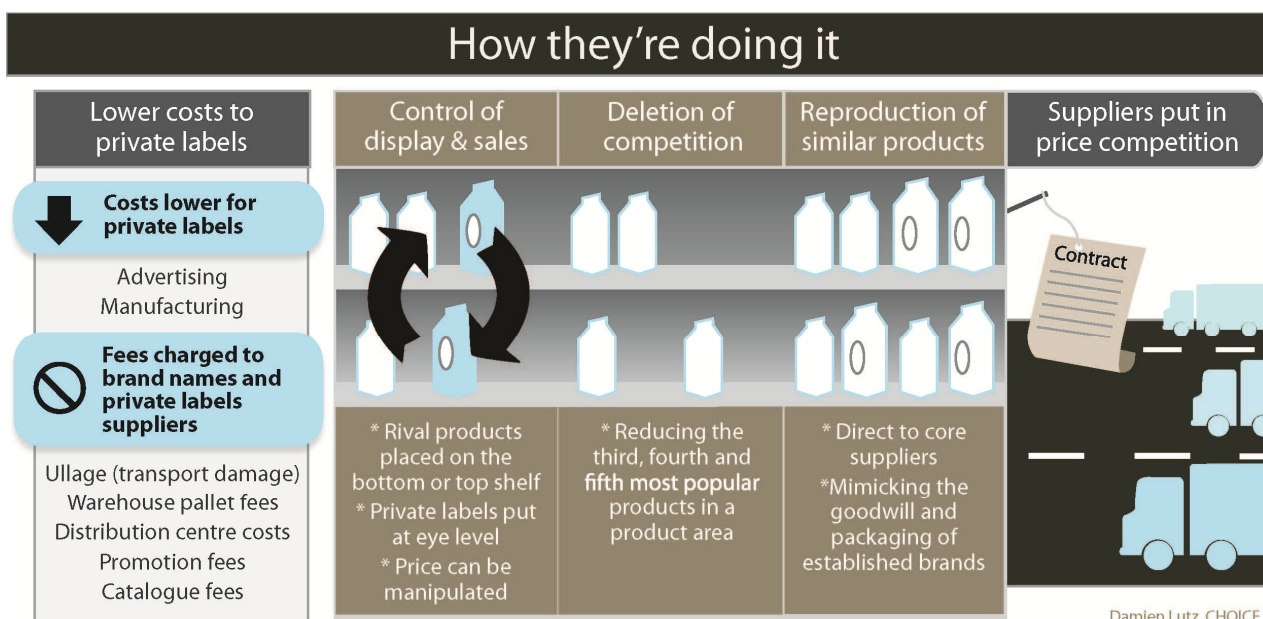 How they're doing it
Lower costs to
private labels
Costs lower for
private labels
Advertising
Manufacturing
Fees charged to
brand names and
private labels
suppliers
Ullage (transport damage)
Warehouse pallet fees
Distribution centre costs
Promotion fees
Catalogue fees
Control of
display & sales
* Rival products
placed on the
bottom or top shelf
* Private labels put
at eye level
* Price can be
manipulated
Deletion of
competition
* Reducing the
third, fourth and
fifth most popular
products in a
product area
Reproduction of
similar products
* Direct to core
suppliers
*Mimicking the
goodwill and
packaging of
established brands
Suppliers put in
price competition
Contract
Damien Lutz, CHOICE